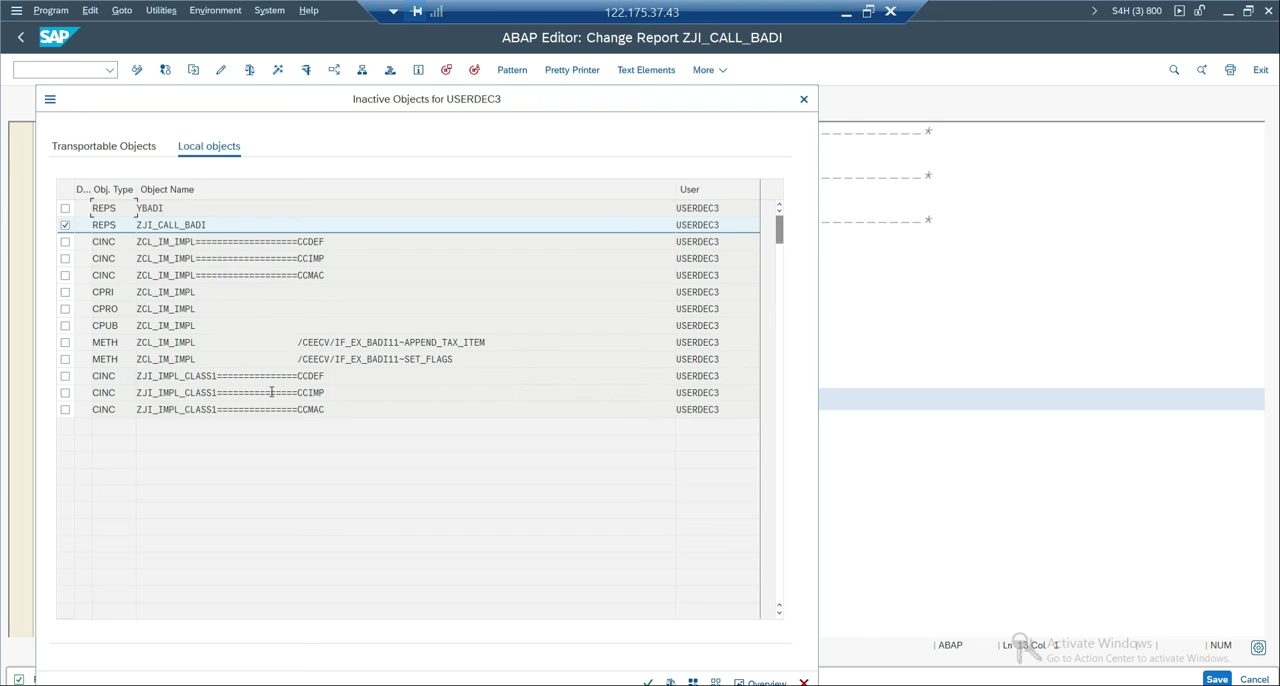 Program Edit Goto Utilities Environment System Help
122.175.37.43
S4H (3) 800
SAP
ABAP Editor: Change Report ZJI_CALL_BADI
Pattern Pretty Printer Text Elements More Exit
Inactive Objects for USERDEC3
Transportable Objects Local objects
D... Obj. Type Object Name User
REPS YBADI USERDEC3
REPS ZJI_CALL_BADI USERDEC3
CINC ZCL_IM_IMPL===================CCDEF USERDEC3
CINC ZCL_IM_IMPL===================CCIMP USERDEC3
CINC ZCL_IM_IMPL===================CCMAC USERDEC3
CPRI ZCL_IM_IMPL USERDEC3
CPRO ZCL_IM_IMPL USERDEC3
CPUB ZCL_IM_IMPL USERDEC3
METH ZCL_IM_IMPL /CEECV/IF_EX_BADI11~APPEND_TAX_ITEM USERDEC3
METH ZCL_IM_IMPL /CEECV/IF_EX_BADI11~SET_FLAGS USERDEC3
CINC ZJI_IMPL_CLASS1===============CCDEF USERDEC3
CINC ZJI_IMPL_CLASS1===============CCIMP USERDEC3
CINC ZJI_IMPL_CLASS1===============CCMAC USERDEC3
Activate Windows
Go to Action Center to activate Windows.
| ABAP | Ln 13 Col 1 | | NUM
Overview
Save Cancel